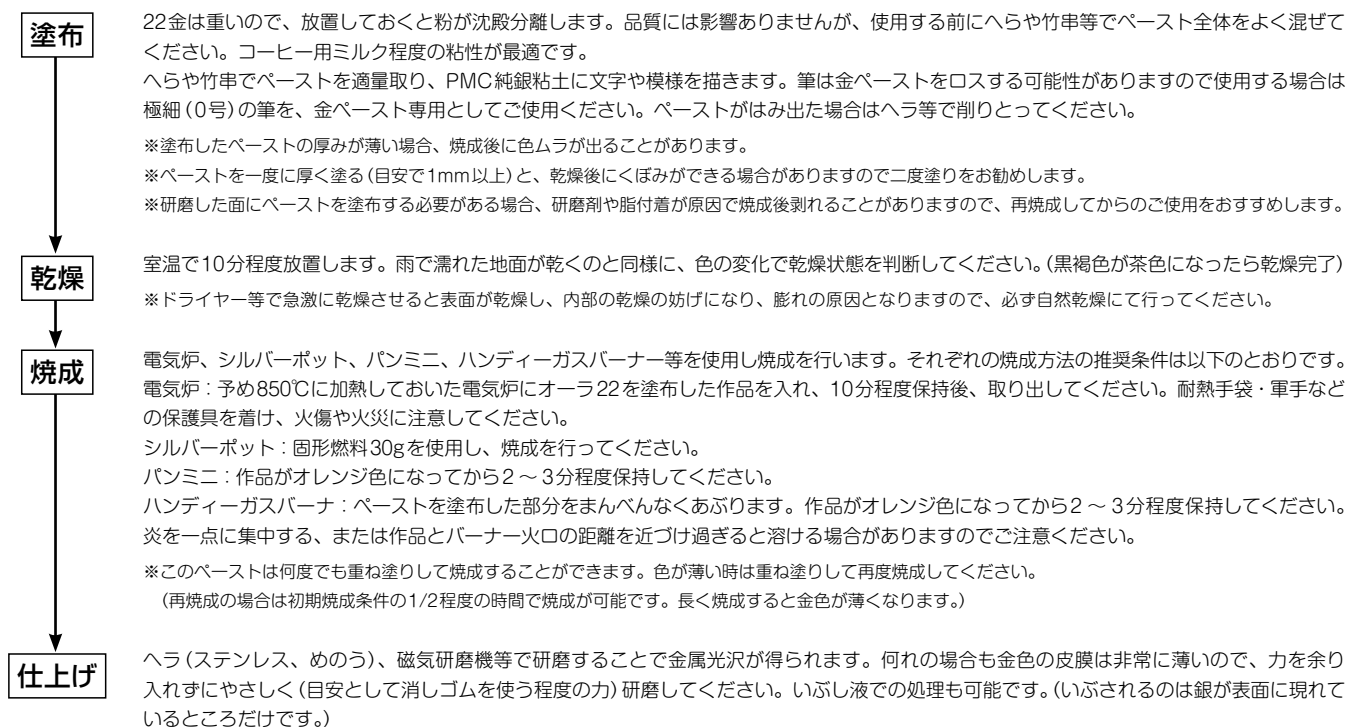 塗布
22金は重いので、放置しておくと粉が沈殿分離します。品質には影響ありませんが、使用する前にへらや竹串等でペースト全体をよく混ぜて
ください。コーヒー用ミルク程度の粘性が最適です。
へらや竹串でペーストを適量取り、PMC純銀粘土に文字や模様を描きます。筆は金ペーストをロスする可能性がありますので使用する場合は
極細(0号)の筆を、金ペースト専用としてご使用ください。ペーストがはみ出た場合はヘラ等で削りとってください。
※塗布したペーストの厚みが薄い場合、焼成後に色ムラが出ることがあります。
※ペーストを一度に厚く塗る(目安で1mm以上)と、乾燥後にくぼみができる場合がありますので二度塗りをお勧めします。
※研磨した面にペーストを塗布する必要がある場合、研磨剤や脂付着が原因で焼成後剥れることがありますので、再焼成してからのご使用をおすすめします。
乾燥
室温で10分程度放置します。雨で濡れた地面が乾くのと同様に、色の変化で乾燥状態を判断してください。(黒褐色が茶色になったら乾燥完了)
※ドライヤー等で急激に乾燥させると表面が乾燥し、内部の乾燥の妨げになり、膨れの原因となりますので、必ず自然乾燥にて行ってください。
焼成
電気炉、シルバーポット、パンミニ、ハンディーガスバーナー等を使用し焼成を行います。それぞれの焼成方法の推奨条件は以下のとおりです。
電気炉：予め850℃に加熱しておいた電気炉にオーラ22を塗布した作品を入れ、10分程度保持後、取り出してください。耐熱手袋・軍手など
の保護具を着け、火傷や火災に注意してください。
シルバーポット：固形燃料30gを使用し、焼成を行ってください。
パンミニ：作品がオレンジ色になってから2～3分程度保持してください。
ハンディーガスバーナ：ペーストを塗布した部分をまんべんなくあぶります。作品がオレンジ色になってから2～3分程度保持してください。
炎を一点に集中する、または作品とバーナー火口の距離を近づけ過ぎると溶ける場合がありますのでご注意ください。
※このペーストは何度でも重ね塗りして焼成することができます。色が薄い時は重ね塗りして再度焼成してください。
(再焼成の場合は初期焼成条件の1/2程度の時間で焼成が可能です。長く焼成すると金色が薄くなります。)
仕上げ
ヘラ(ステンレス、めのう)、磁気研磨機等で研磨することで金属光沢が得られます。何れの場合も金色の皮膜は非常に薄いので、力を余り
入れずにやさしく(目安として消しゴムを使う程度の力)研磨してください。いぶし液での処理も可能です。(いぶされるのは銀が表面に現れて
いるところだけです。)